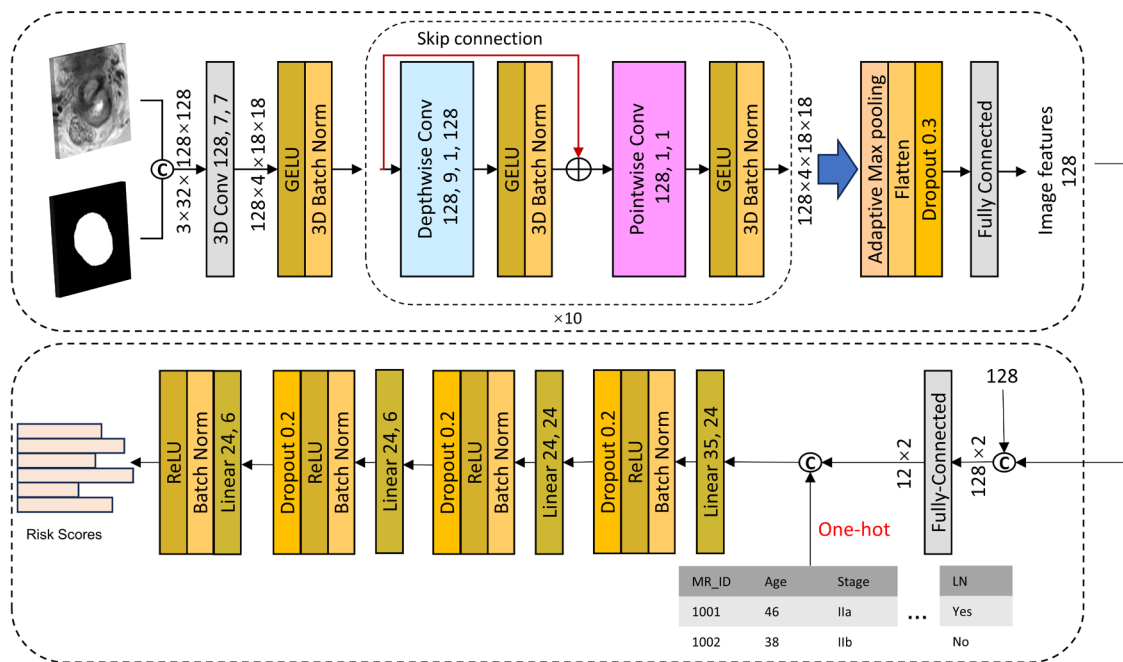 Skip connection
C
3×32×128×128
3D Conv 128, 7, 7
128×4×18×18
GELU
3D Batch Norm
Depthwise Conv
128, 9, 1, 128
GELU
3D Batch Norm
Pointwise Conv
128, 1, 1
GELU
3D Batch Norm
128×4×18×18
Adaptive Max pooling
Flatten
Dropout 0.3
Fully Connected
Image features
128
×10
Risk Scores
ReLU
Batch Norm
Linear 24, 6
Dropout 0.2
ReLU
Batch Norm
Linear 24, 6
Dropout 0.2
ReLU
Batch Norm
Linear 24, 24
Dropout 0.2
ReLU
Batch Norm
Linear 35, 24
C
One-hot
12 ×2
Fully-Connected
128 ×2
C
128
MR_ID Age Stage LN
1001 46 IIa ... Yes
1002 38 IIb No